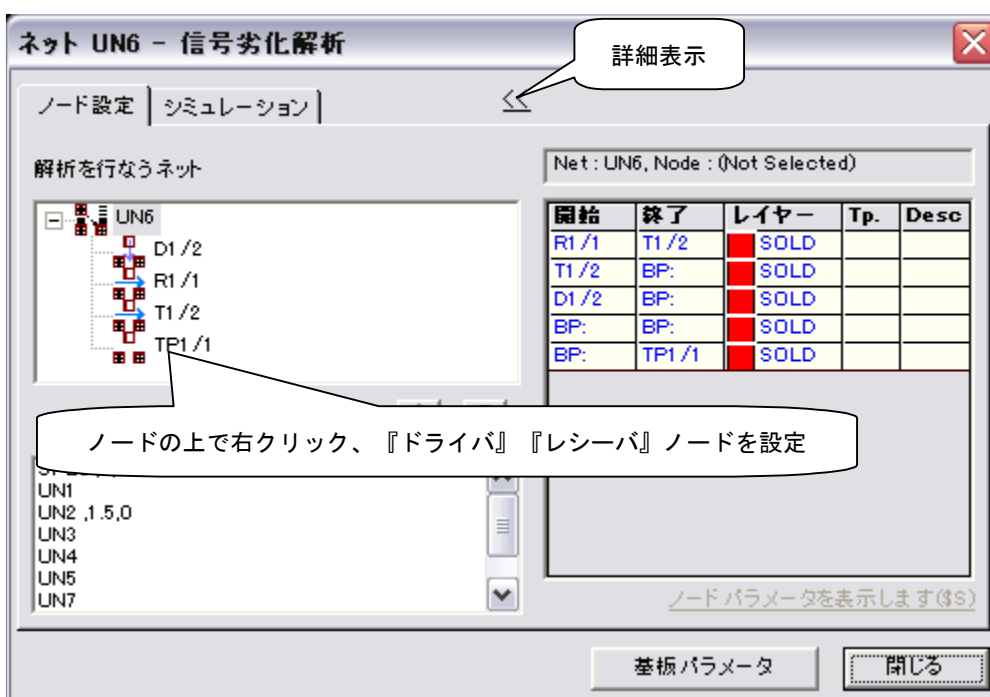 ネット UN6 - 信号劣化解析
詳細表示
ノード設定
シミュレーション
<<
解析を行なうネット
Net : UN6, Node : (Not Selected)
UN6
D1 /2
R1 /1
T1 /2
TP1 /1
開始 終了 レイヤー Tp. Desc
R1 /1 T1 /2 SOLD
T1 /2 BP: SOLD
D1 /2 BP: SOLD
BP: BP: SOLD
BP: TP1 /1 SOLD
ノードの上で右クリック、『ドライバ』『レシーバ』ノードを設定
UN1
UN2 ,1.5,0
UN3
UN4
UN5
UN7
ノード パラメータを表示します($S)
基板パラメータ
閉じる